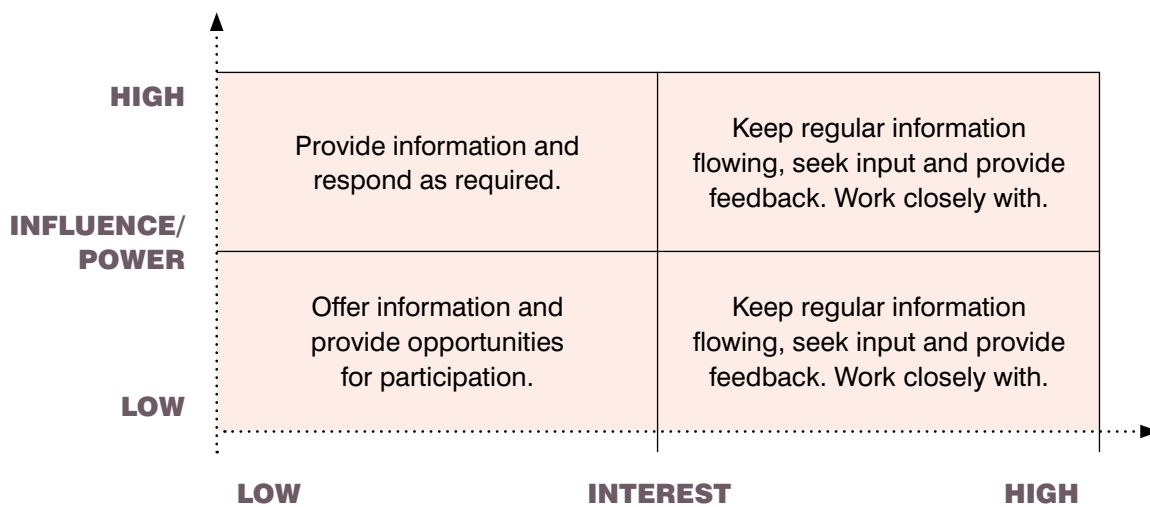 HIGH
Provide information and
respond as required.
Keep regular information
flowing, seek input and provide
feedback. Work closely with.
INFLUENCE/
POWER
Offer information and
provide opportunities
for participation.
Keep regular information
flowing, seek input and provide
feedback. Work closely with.
LOW
LOW
INTEREST
HIGH